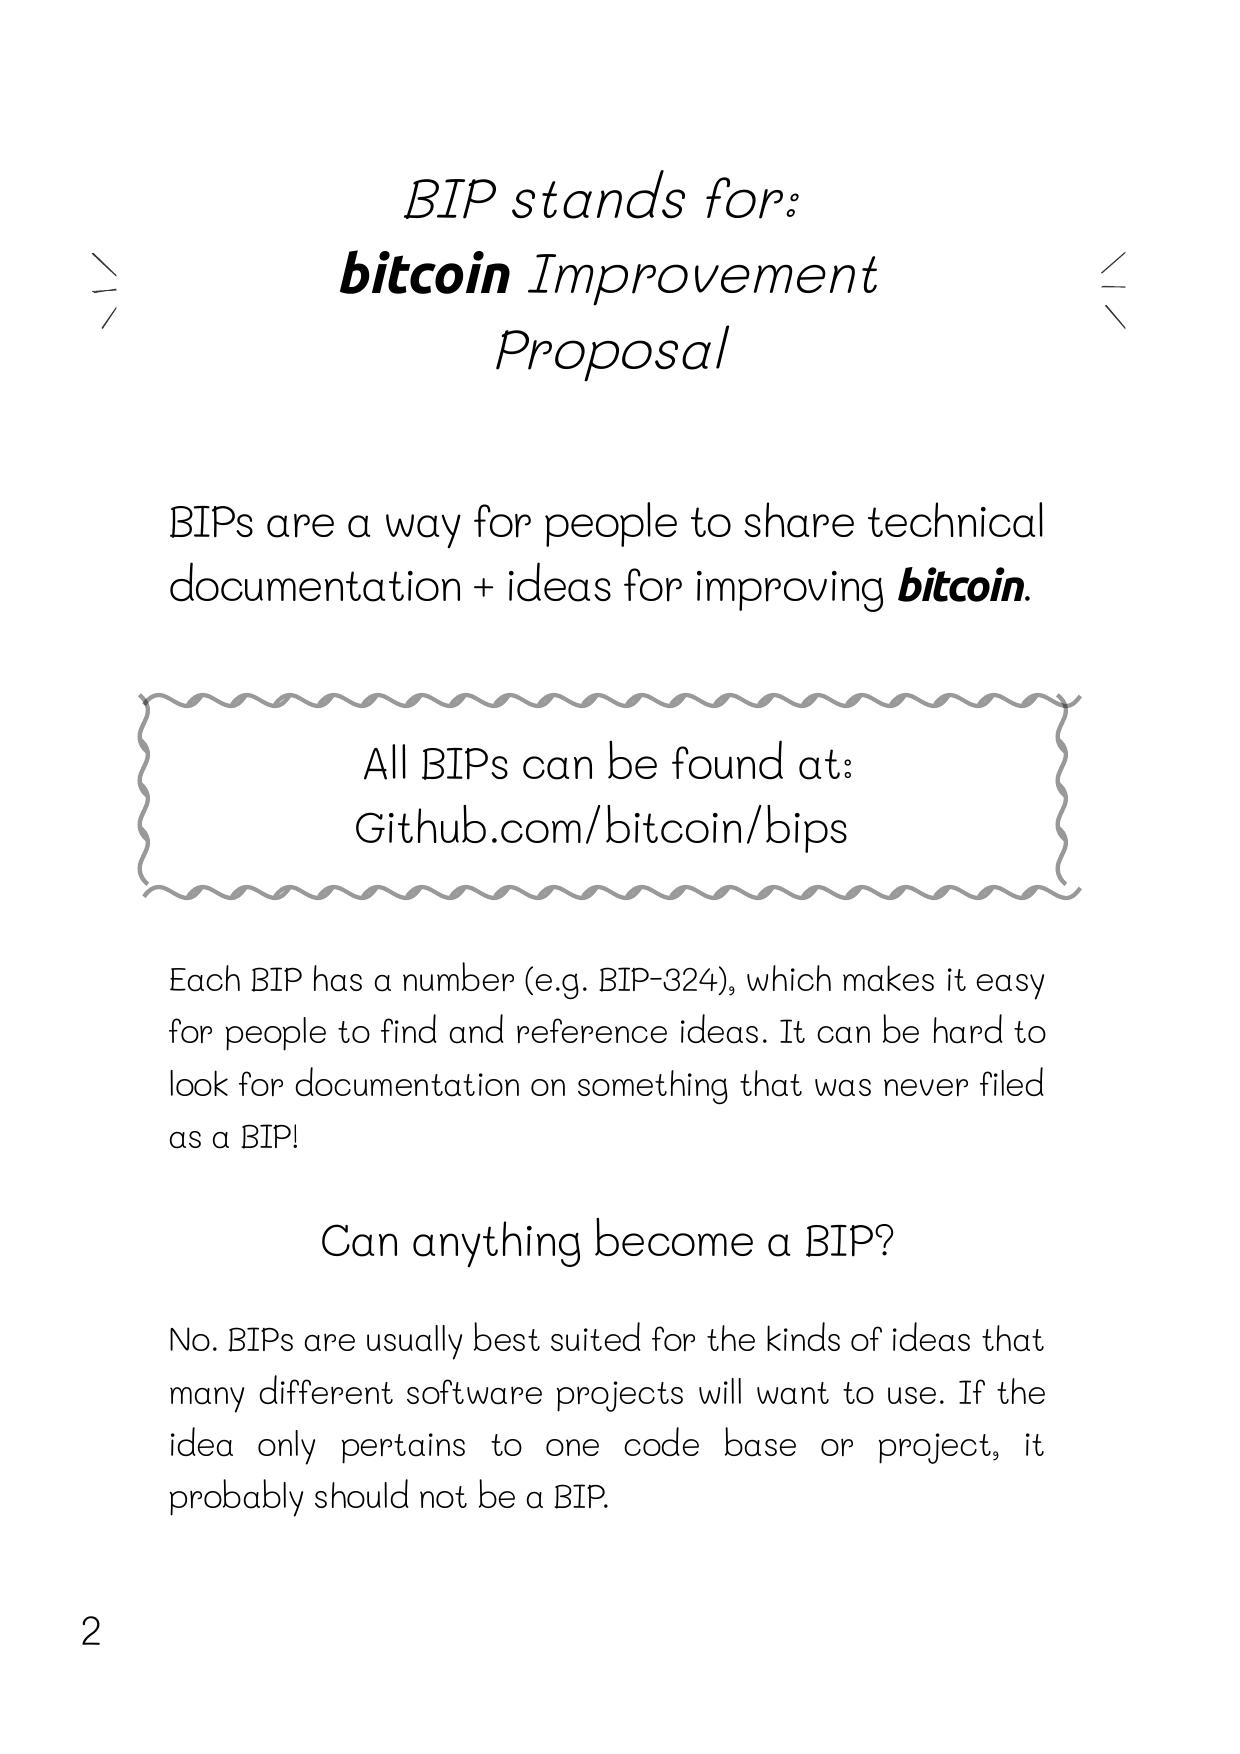 BIP stands for:
bitcoin Improvement
Proposal
BIPs are a way for people to share technical
documentation + ideas for improving bitcoin.
All BIPs can be found at:
Github.com/bitcoin/bips
Each BIP has a number (e.g. BIP-324), which makes it easy
for people to find and reference ideas. It can be hard to
look for documentation on something that was never filed
as a BIP!
Can anything become a BIP?
No. BIPs are usually best suited for the kinds of ideas that
many different software projects will want to use. If the
idea only pertains to one code base or project, it
probably should not be a BIP.
2